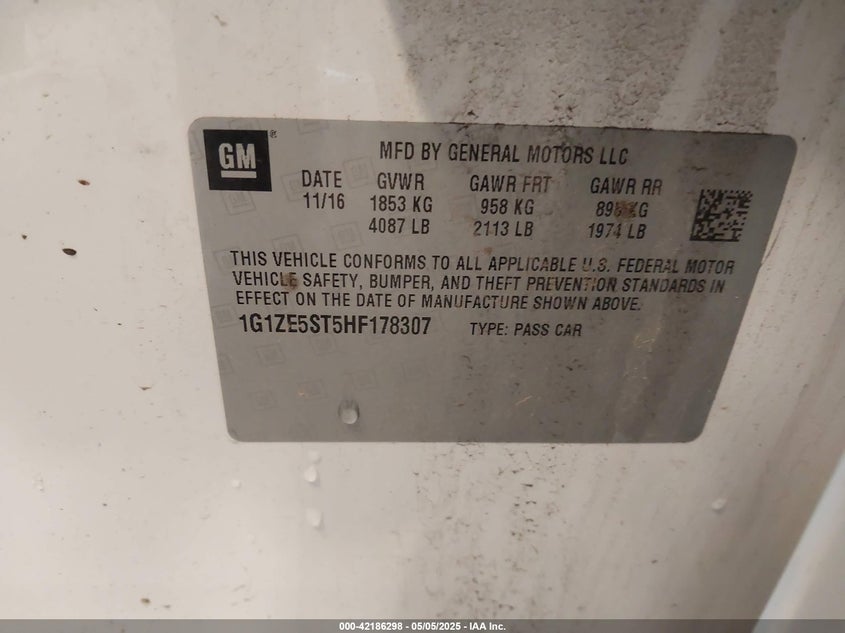 GM ®
MFD BY GENERAL MOTORS LLC
DATE GVWR GAWR FRT GAWR RR
11/16 1853 KG 958 KG KG
4087 LB 2113 LB 1974 LB
THIS VEHICLE CONFORMS TO ALL APPLICABLE U.S. FEDERAL MOTOR
VEHICLE SAFETY, BUMPER, AND THEFT PREVENTION STANDARDS IN
EFFECT ON THE DATE OF MANUFACTURE SHOWN ABOVE.
1G1ZE5ST5HF178307 TYPE: PASS CAR
000-42186298 - 05/05/2025 - IAA Inc.